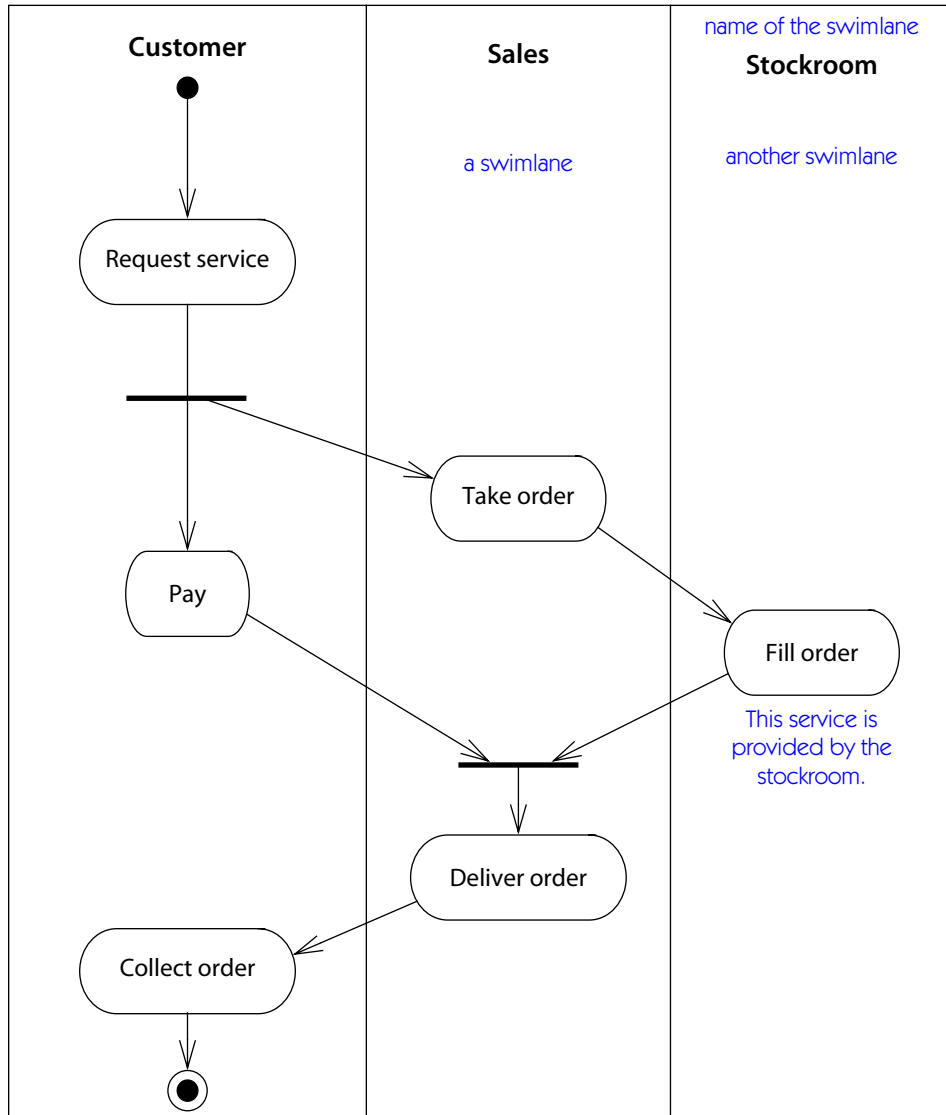 name of the swimlane
Customer
Sales
Stockroom
a swimlane
another swimlane
Request service
Take order
Pay
Fill order
This service is
provided by the
stockroom.
Deliver order
Collect order